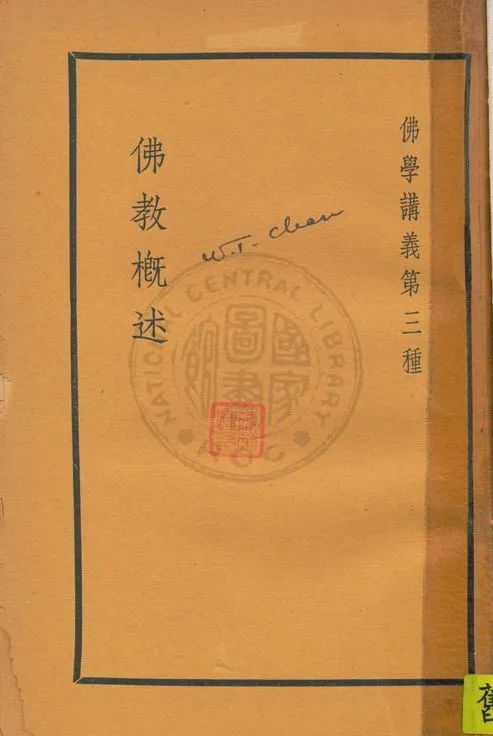 佛學講義第三種
佛教概述
W.T. Chan
NATIONAL CENTRAL LIBRARY
國家圖書館
舊